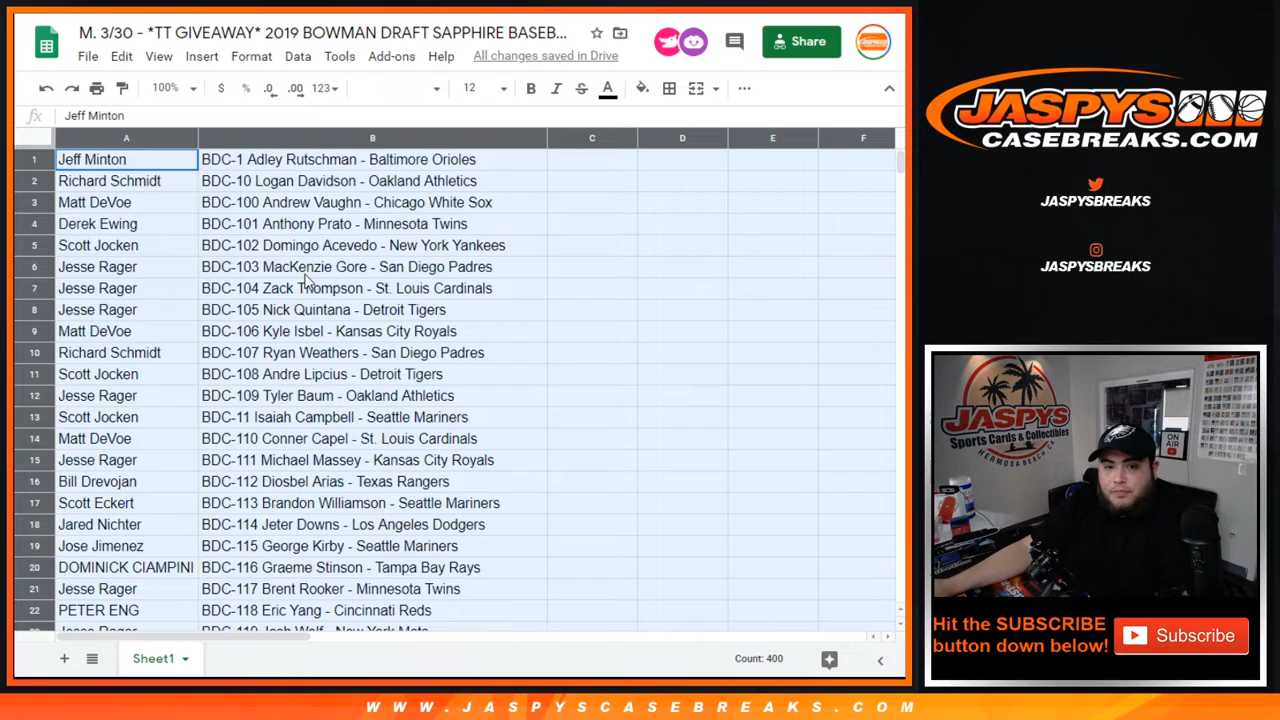 M. 3/30 - *TT GIVEAWAY* 2019 BOWMAN DRAFT SAPPHIRE BASEB...
Share
File Edit View Insert Format Data Tools Add-ons Help All changes saved in Drive
100% $ % .0 .00 123 12 B I S A
fx Jeff Minton
A B C D E F
1 Jeff Minton BDC-1 Adley Rutschman - Baltimore Orioles
2 Richard Schmidt BDC-10 Logan Davidson - Oakland Athletics
3 Matt DeVoe BDC-100 Andrew Vaughn - Chicago White Sox
4 Derek Ewing BDC-101 Anthony Prato - Minnesota Twins
5 Scott Jocken BDC-102 Domingo Acevedo - New York Yankees
6 Jesse Rager BDC-103 MacKenzie Gore - San Diego Padres
7 Jesse Rager BDC-104 Zack Thompson - St. Louis Cardinals
8 Jesse Rager BDC-105 Nick Quintana - Detroit Tigers
9 Matt DeVoe BDC-106 Kyle Isbel - Kansas City Royals
10 Richard Schmidt BDC-107 Ryan Weathers - San Diego Padres
11 Scott Jocken BDC-108 Andre Lipcius - Detroit Tigers
12 Jesse Rager BDC-109 Tyler Baum - Oakland Athletics
13 Scott Jocken BDC-11 Isaiah Campbell - Seattle Mariners
14 Matt DeVoe BDC-110 Conner Capel - St. Louis Cardinals
15 Jesse Rager BDC-111 Michael Massey - Kansas City Royals
16 Bill Drevojan BDC-112 Diosbel Arias - Texas Rangers
17 Scott Eckert BDC-113 Brandon Williamson - Seattle Mariners
18 Jared Nichter BDC-114 Jeter Downs - Los Angeles Dodgers
19 Jose Jimenez BDC-115 George Kirby - Seattle Mariners
20 DOMINICK CIAMPINI BDC-116 Graeme Stinson - Tampa Bay Rays
21 Jesse Rager BDC-117 Brent Rooker - Minnesota Twins
22 PETER ENG BDC-118 Eric Yang - Cincinnati Reds
Jesse Rager BDC-119 Josh Wolf - New York Mets
Sheet1
Count: 400
JASPYS
CASEBREAKS.COM
JASPYSBREAKS
JASPYSBREAKS
JASPYS
Sports Cards & Collectibles
HERMOSA BEACH, CA
ON
AIR
Hit the SUBSCRIBE
button down below!
Subscribe
WWW.JASPYSCASEBREAKS.COM